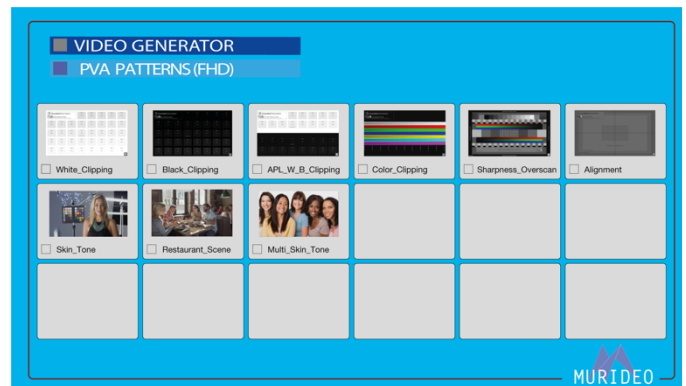 VIDEO GENERATOR
PVA PATTERNS (FHD)
White_Clipping
Black_Clipping
APL_W_B_Clipping
Color_Clipping
Sharpness_Overscan
Alignment
Skin_Tone
Restaurant_Scene
Multi_Skin_Tone
MURIDEO